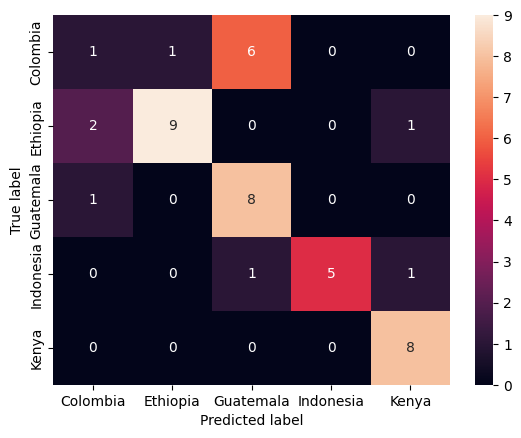 True label
Colombia
Ethiopia
Guatemala
Indonesia
Kenya
1 1 6 0 0
2 9 0 0 1
1 0 8 0 0
0 0 1 5 1
0 0 0 0 8
Colombia Ethiopia Guatemala Indonesia Kenya
Predicted label
9
8
7
6
5
4
3
2
1
0